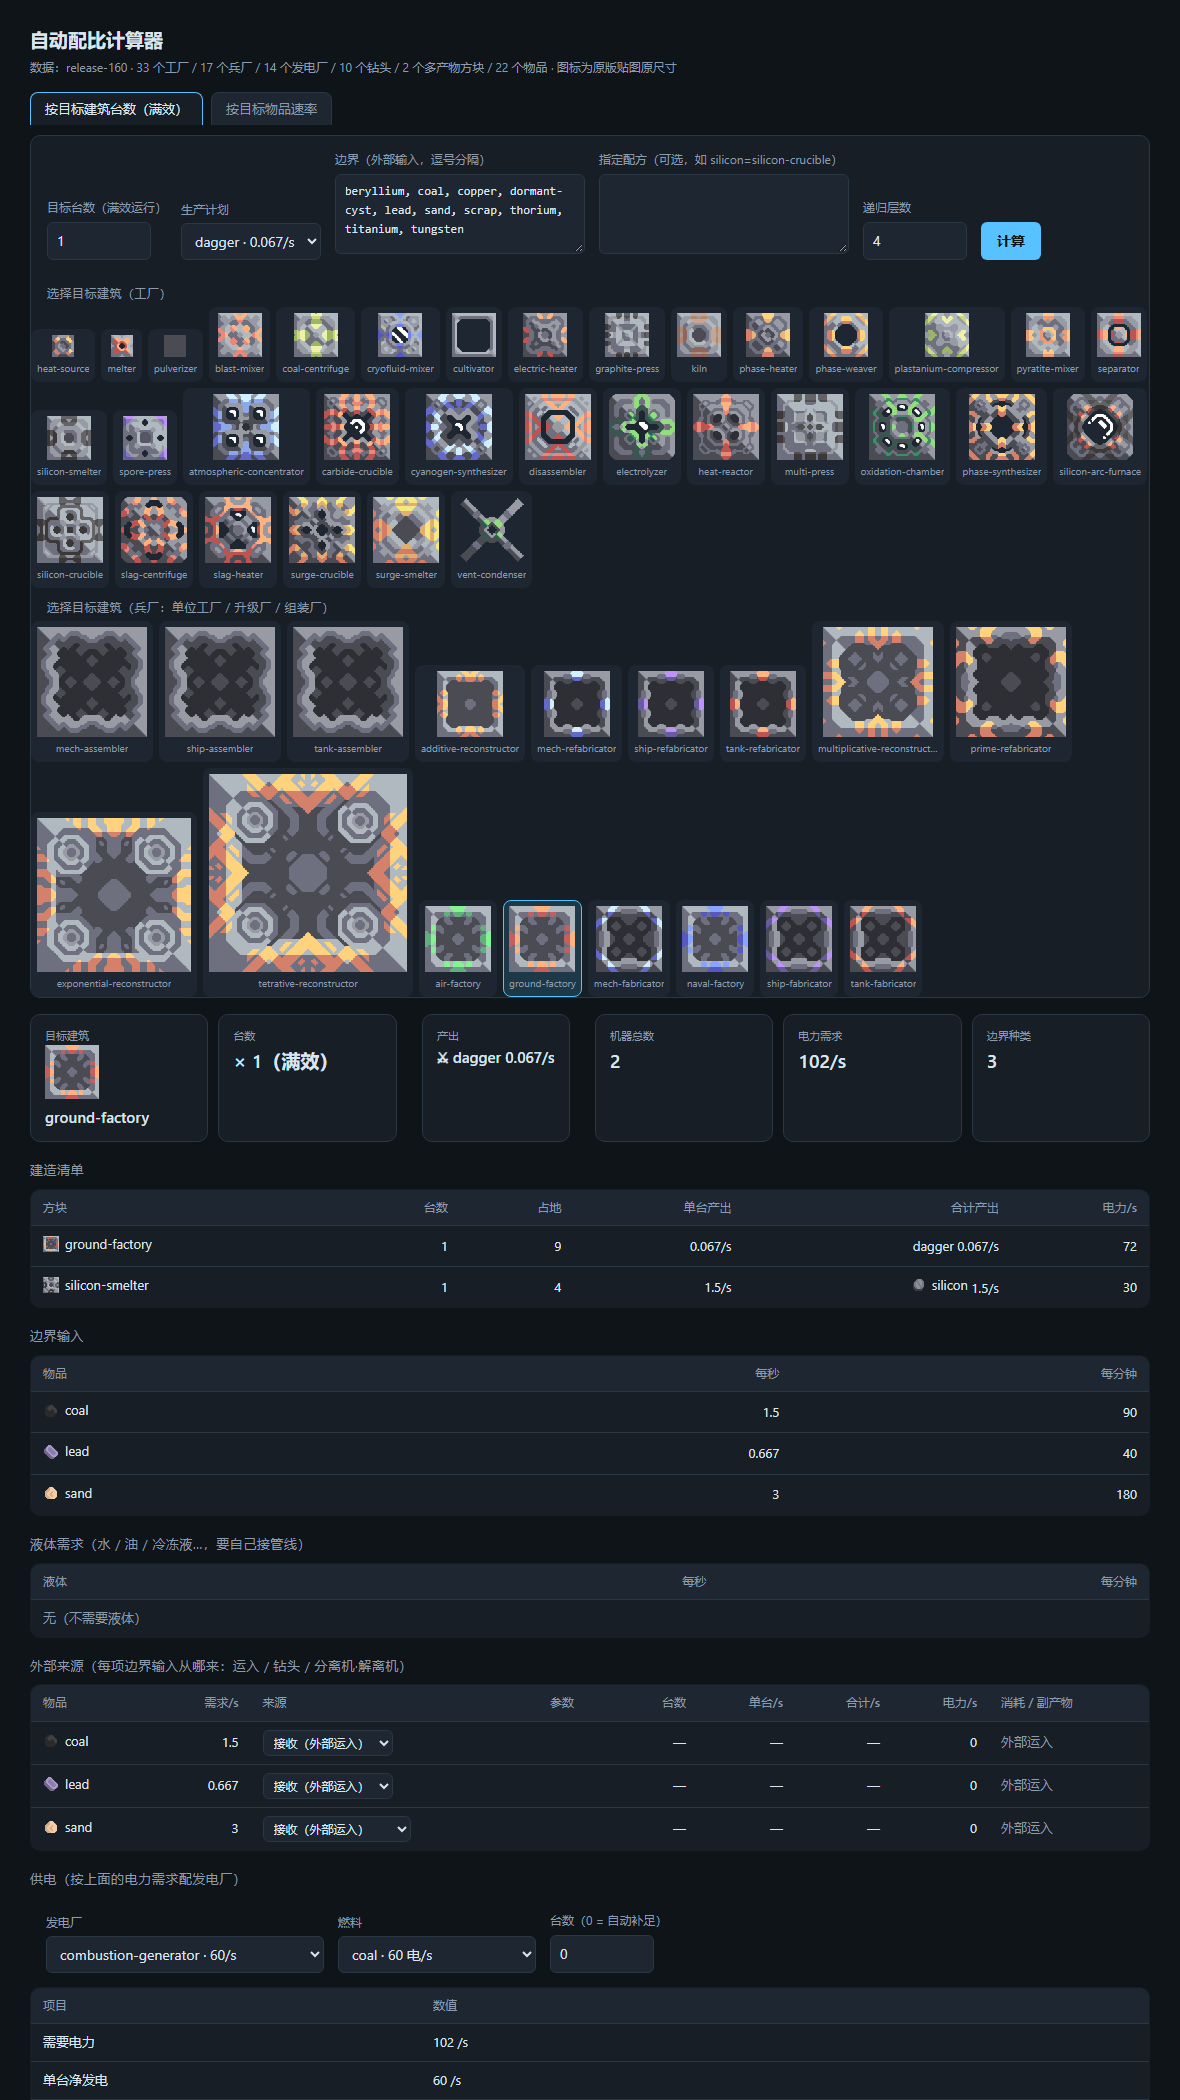 自动配比计算器
数据：release-160 · 33 个工厂 / 17 个兵厂 / 14 个发电厂 / 10 个钻头 / 2 个多产物方块 / 22 个物品 · 图标为原版贴图原尺寸
按目标建筑台数（满效） 按目标物品速率
目标台数（满效运行） 生产计划 边界（外部输入，逗号分隔） 指定配方（可选，如 silicon=silicon-crucible） 递归层数
1 dagger · 0.067/s beryllium, coal, copper, dormant-
cyst, lead, sand, scrap, thorium,
titanium, tungsten
4 计算
选择目标建筑（工厂）
heat-source melter pulverizer blast-mixer coal-centrifuge cryofluid-mixer cultivator electric-heater graphite-press kiln phase-heater phase-weaver plastanium-compressor pyratite-mixer separator
silicon-smelter spore-press atmospheric-concentrator carbide-crucible cyanogen-synthesizer disassembler electrolyzer heat-reactor multi-press oxidation-chamber phase-synthesizer silicon-arc-furnace
silicon-crucible slag-centrifuge slag-heater surge-crucible surge-smelter vent-condenser
选择目标建筑（兵厂：单位工厂 / 升级厂 / 组装厂）
mech-assembler ship-assembler tank-assembler additive-reconstructor mech-refabricator ship-refabricator tank-refabricator multiplicative-reconstruct... prime-refabricator
exponential-reconstructor tetrative-reconstructor air-factory ground-factory mech-fabricator naval-factory ship-fabricator tank-fabricator
目标建筑 台数 产出 机器总数 电力需求 边界种类
ground-factory × 1（满效） dagger 0.067/s 2 102/s 3
建造清单
方块 台数 占地 单台产出 合计产出 电力/s
ground-factory 1 9 0.067/s dagger 0.067/s 72
silicon-smelter 1 4 1.5/s silicon 1.5/s 30
边界输入
物品 每秒 每分钟
coal 1.5 90
lead 0.667 40
sand 3 180
液体需求（水 / 油 / 冷冻液...，要自己接管线）
液体 每秒 每分钟
无（不需要液体）
外部来源（每项边界输入从哪来：运入 / 钻头 / 分离机·解离机）
物品 需求/s 来源 参数 台数 单台/s 合计/s 电力/s 消耗 / 副产物
coal 1.5 接收（外部运入） — — — 0 外部运入
lead 0.667 接收（外部运入） — — — 0 外部运入
sand 3 接收（外部运入） — — — 0 外部运入
供电（按上面的电力需求配发电厂）
发电厂 燃料 台数（0 = 自动补足）
combustion-generator · 60/s coal · 60 电/s 0
项目 数值
需要电力 102 /s
单台净发电 60 /s